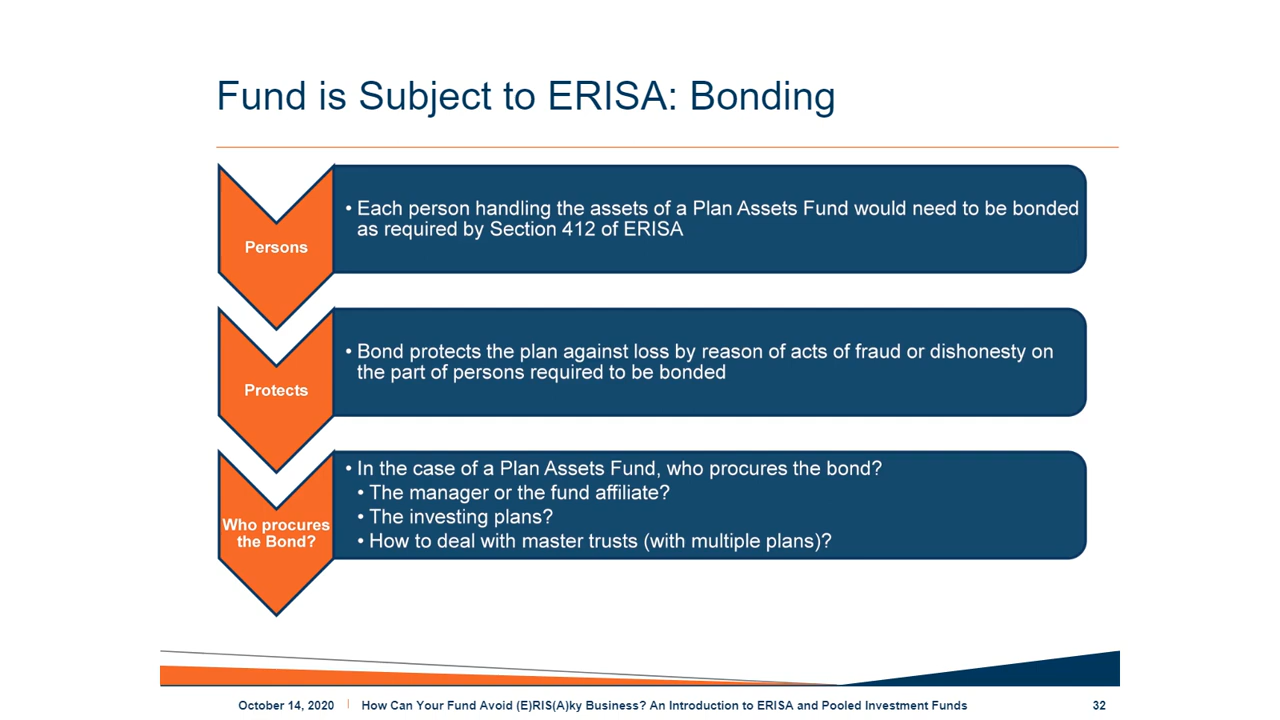 Fund is Subject to ERISA: Bonding
Persons
• Each person handling the assets of a Plan Assets Fund would need to be bonded
as required by Section 412 of ERISA
Protects
• Bond protects the plan against loss by reason of acts of fraud or dishonesty on
the part of persons required to be bonded
Who procures
the Bond?
• In the case of a Plan Assets Fund, who procures the bond?
• The manager or the fund affiliate?
• The investing plans?
• How to deal with master trusts (with multiple plans)?
October 14, 2020 | How Can Your Fund Avoid (E)RIS(A)ky Business? An Introduction to ERISA and Pooled Investment Funds 32